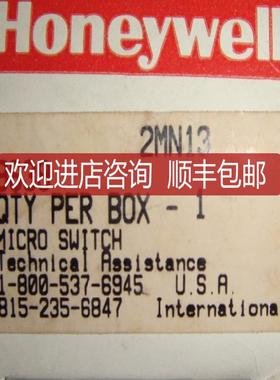 Honeywell
2MN13
欢迎进店咨询 顺丰包邮
QTY PER BOX - 1
MICRO SWITCH
Technical Assistance
1-800-537-6945 U.S.A.
815-235-6847 International